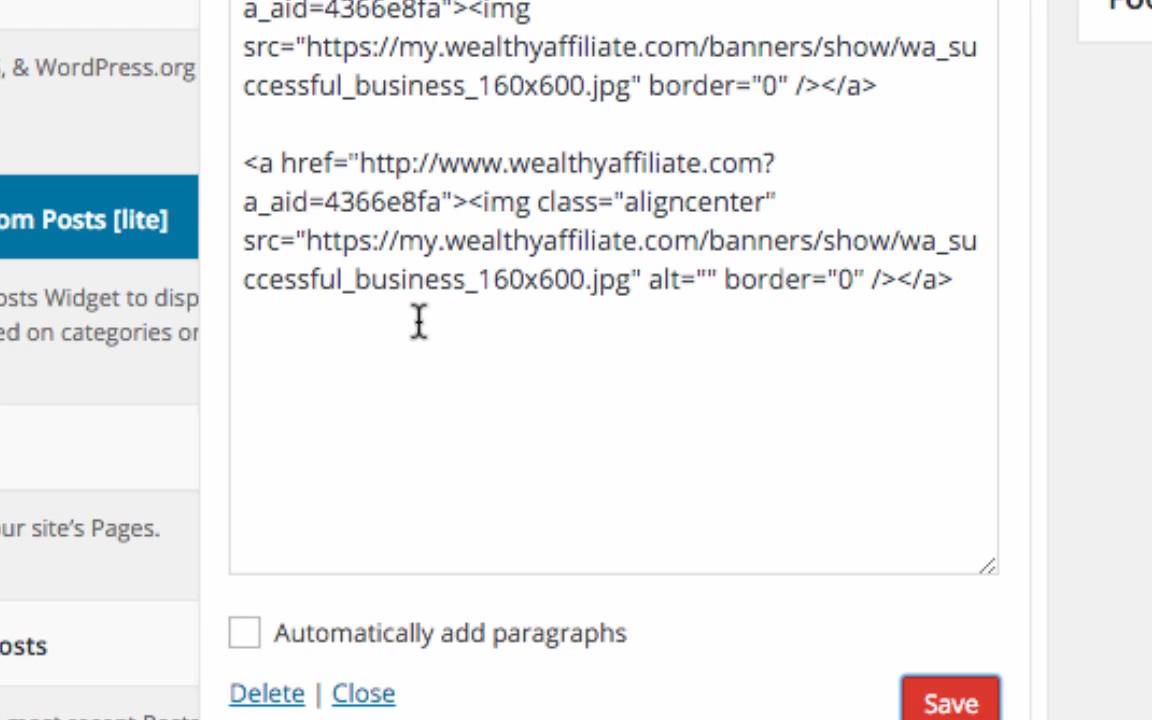 a_aid=4366e8fa"><img
src="https://my.wealthyaffiliate.com/banners/show/wa_su
ccessful_business_160x600.jpg" border="0" /></a>
<a href="http://www.wealthyaffiliate.com?
a_aid=4366e8fa"><img class="aligncenter"
src="https://my.wealthyaffiliate.com/banners/show/wa_su
ccessful_business_160x600.jpg" alt="" border="0" /></a>
Automatically add paragraphs
Delete | Close
Save
, & WordPress.org
om Posts [lite]
osts Widget to disp
ed on categories or
ur site's Pages.
osts